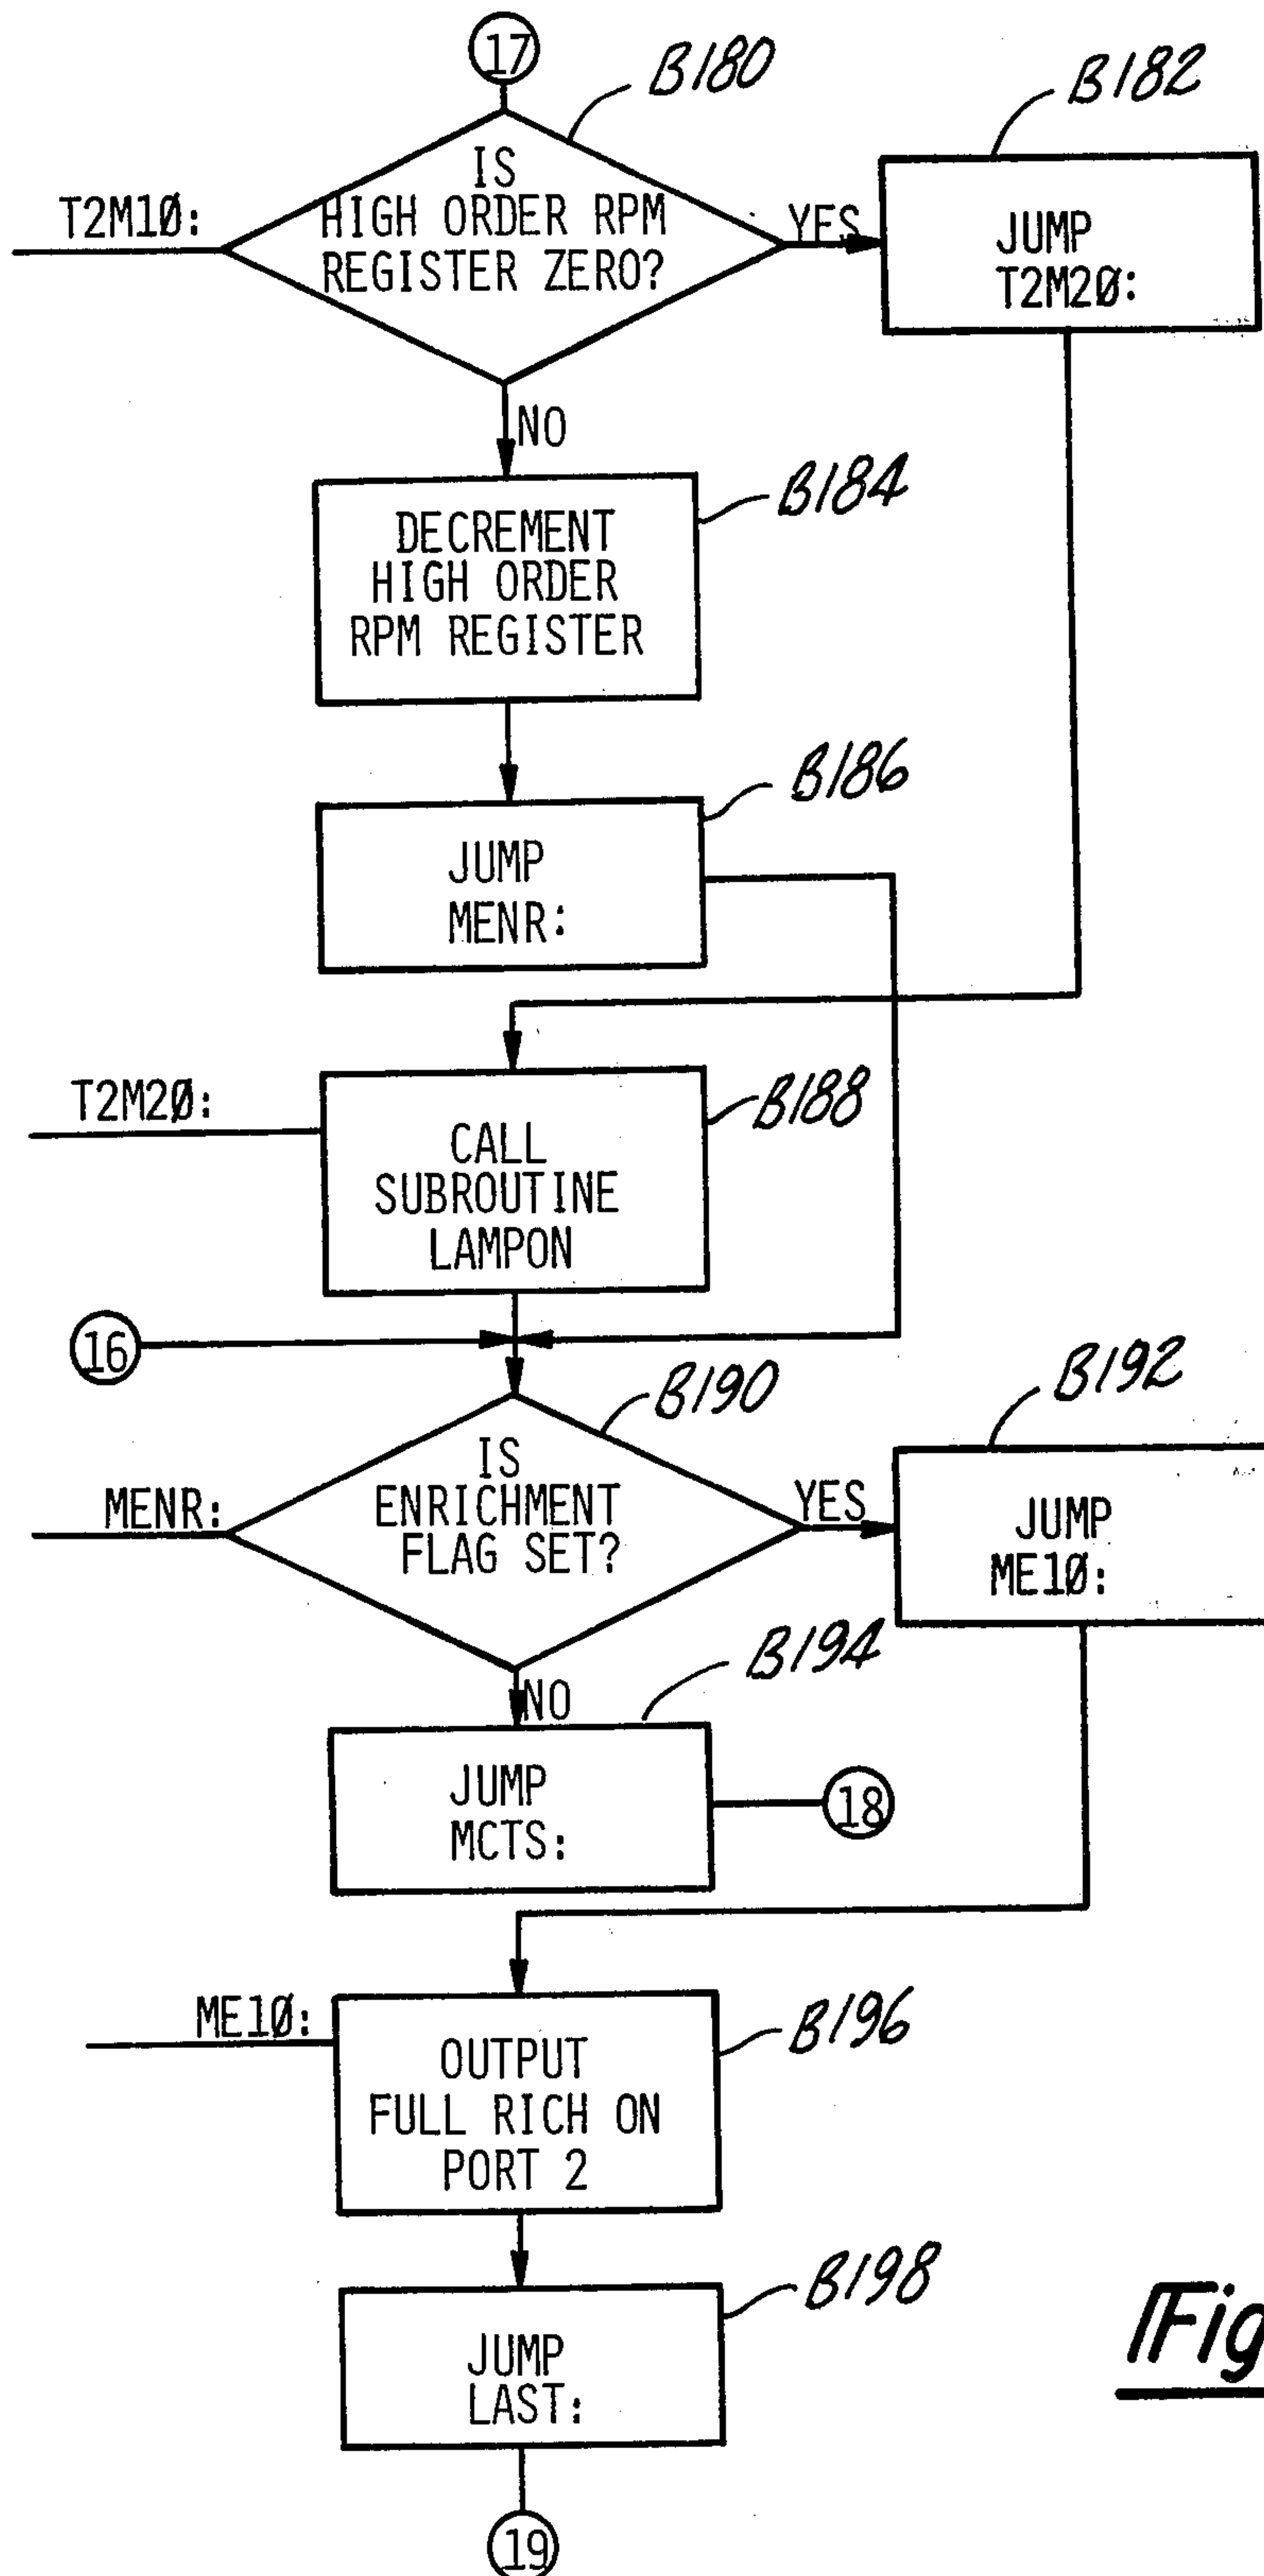 17
B180
B182
IS
HIGH ORDER RPM
REGISTER ZERO?
T2M1Ø:
YES
JUMP
T2M2Ø:
NO
B184
DECREMENT
HIGH ORDER
RPM REGISTER
B186
JUMP
MENR:
T2M2Ø:
B188
CALL
SUBROUTINE
LAMPON
16
B190
B192
IS
ENRICHMENT
FLAG SET?
MENR:
YES
JUMP
ME1Ø:
B194
NO
JUMP
MCTS:
18
ME1Ø:
B196
OUTPUT
FULL RICH ON
PORT 2
B198
JUMP
LAST:
Fig
19